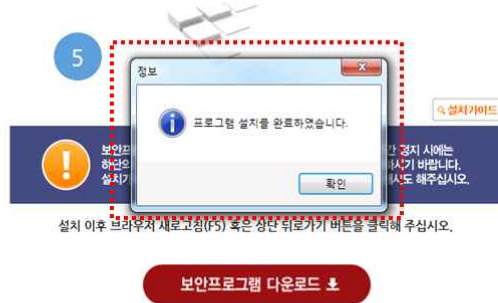 5
정보
프로그램 설치를 완료하였습니다.
설치가이드
보안프
간 정지 시에는
하단의
하시기 바랍니다.
설치가
재시도 해주십시오.
확인
설치 이후 브라우저 새로고침(F5) 혹은 상단 뒤로가기 버튼을 클릭해 주십시오.
보안프로그램 다운로드